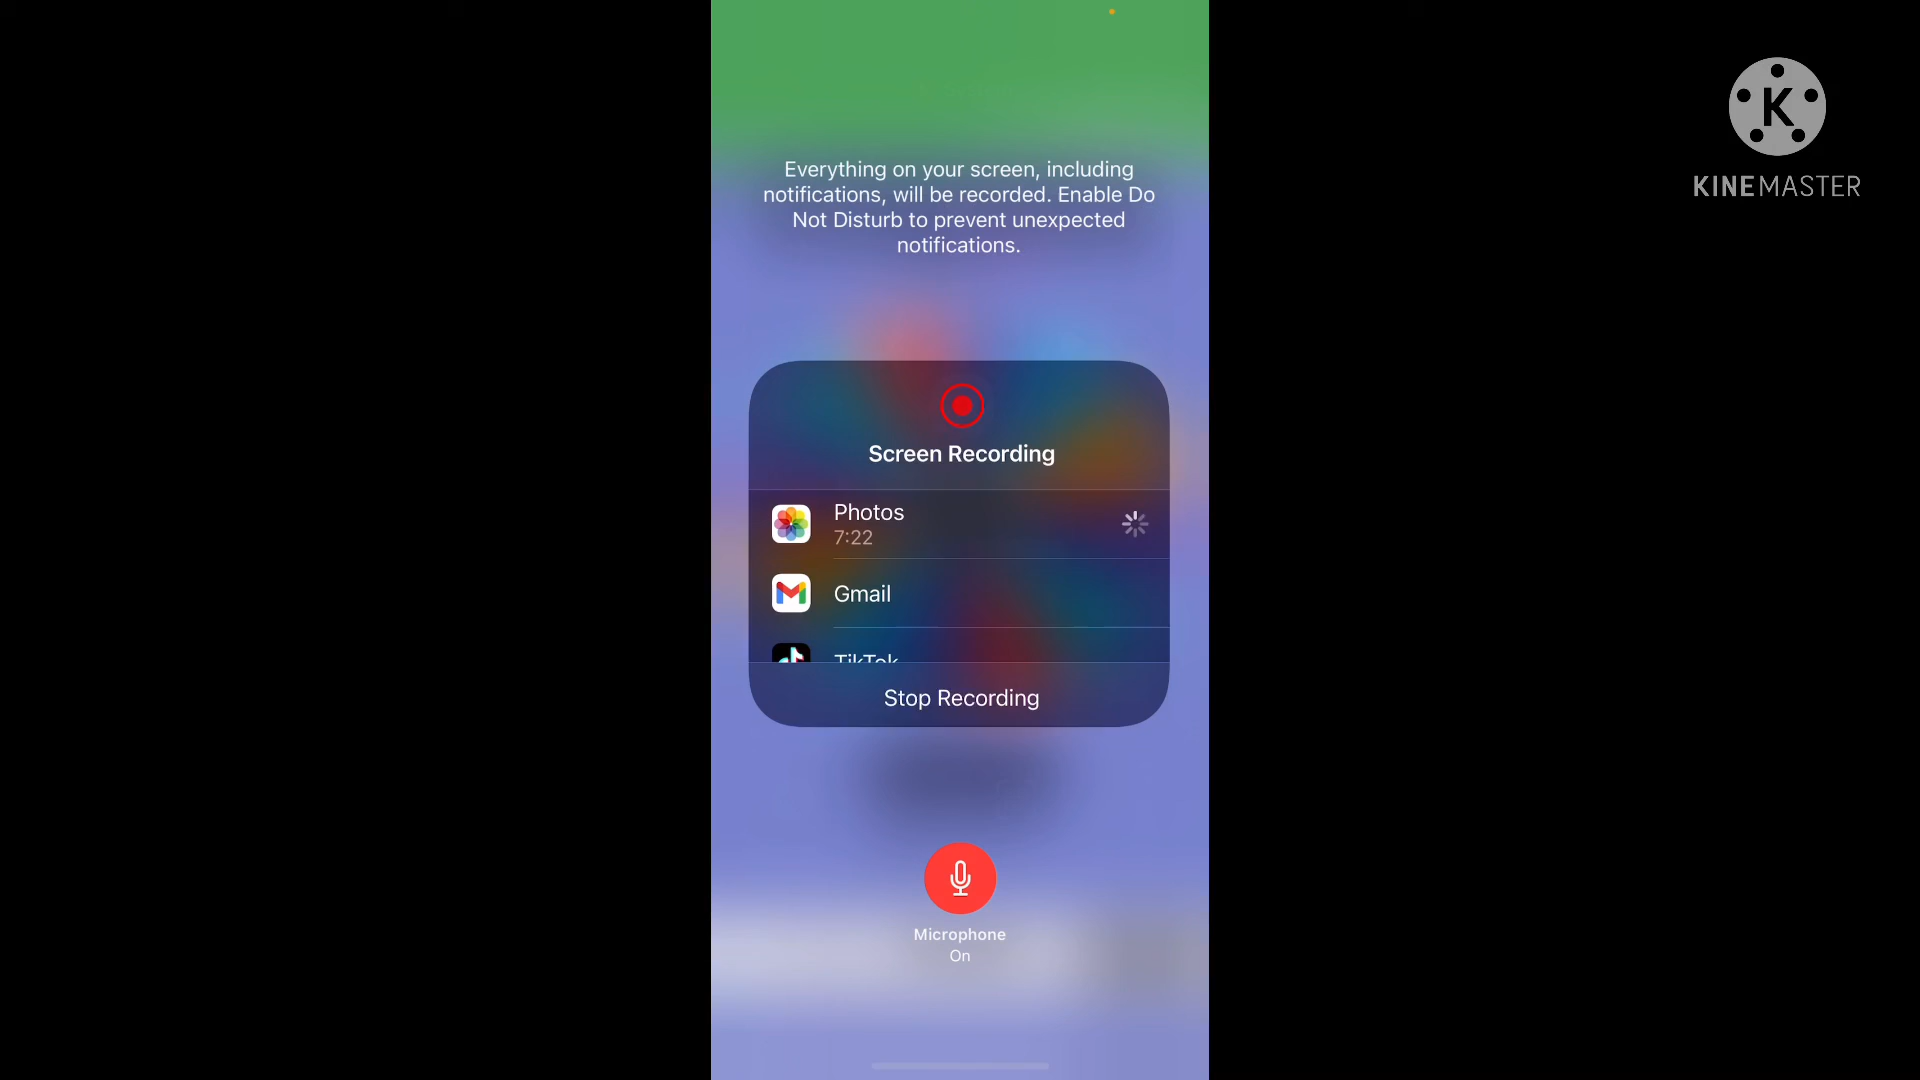 Everything on your screen, including
notifications, will be recorded. Enable Do
Not Disturb to prevent unexpected
notifications.
K
KINEMASTER
Screen Recording
Photos
7:22
Gmail
TikTok
Stop Recording
Microphone
On